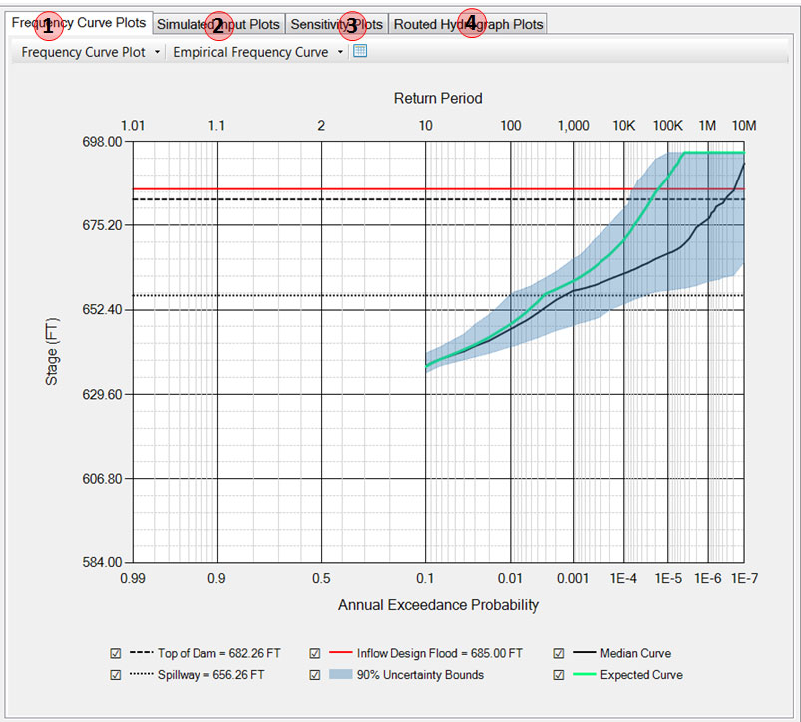 Frequency Curve Plots Simulated Input Plots Sensitivity Plots Routed Hydrograph Plots
1 2 3 4
Frequency Curve Plot Empirical Frequency Curve
Return Period
1.01 1.1 2 10 100 1,000 10K 100K 1M 10M
698.00
675.20
652.40
629.60
606.80
584.00
Stage (FT)
0.99 0.9 0.5 0.1 0.01 0.001 1E-4 1E-5 1E-6 1E-7
Annual Exceedance Probability
Top of Dam = 682.26 FT Inflow Design Flood = 685.00 FT Median Curve
Spillway = 656.26 FT 90% Uncertainty Bounds Expected Curve